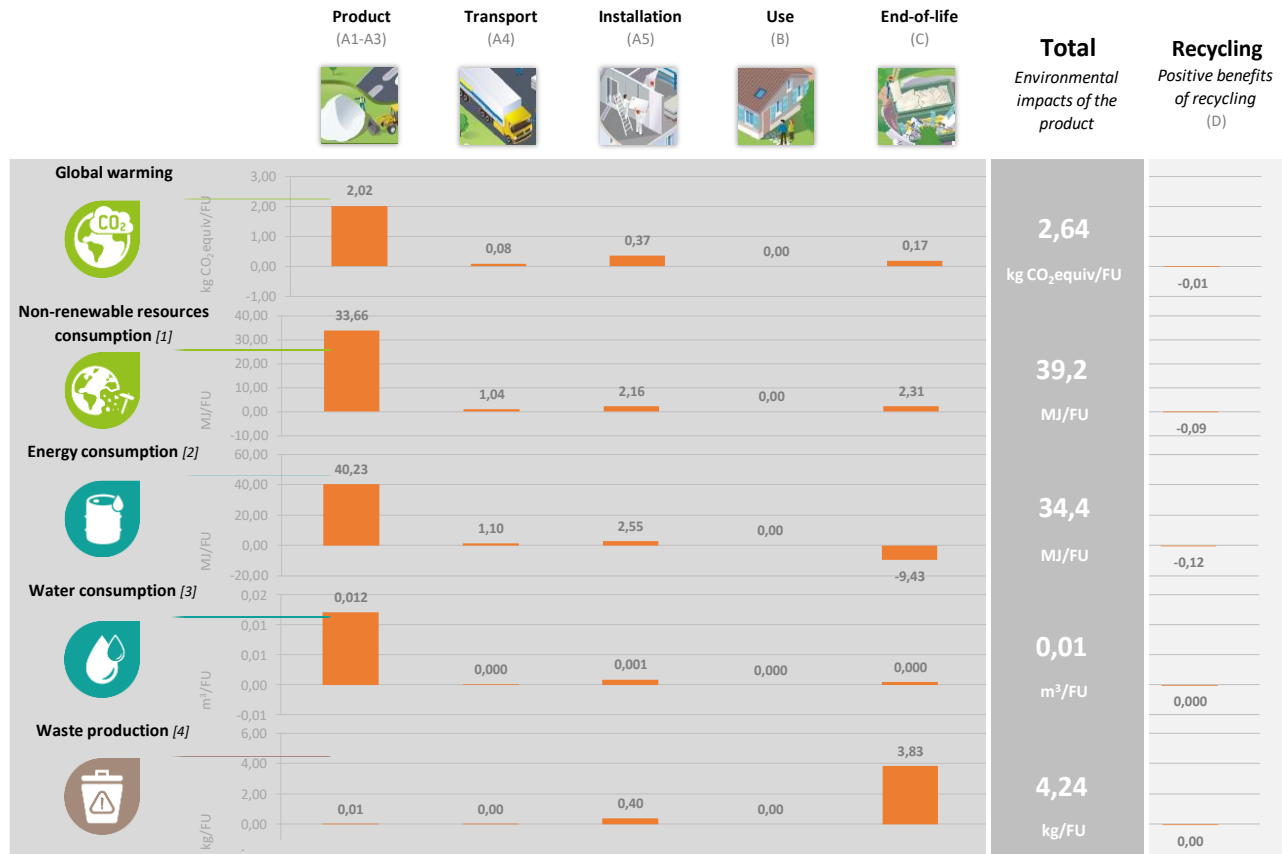 Product
(A1-A3)
Transport
(A4)
Installation
(A5)
Use
(B)
End-of-life
(C)
Total
Environmental
impacts of the
product
Recycling
Positive benefits
of recycling
(D)
Global warming
CO₂
kg CO₂equiv/FU
3,00
2,00
1,00
0,00
-1,00
2,02
0,08
0,37
0,00
0,17
2,64
kg CO₂equiv/FU
-0,01
Non-renewable resources
consumption [1]
MJ/FU
40,00
30,00
20,00
10,00
0,00
-10,00
33,66
1,04
2,16
0,00
2,31
39,2
MJ/FU
-0,09
Energy consumption [2]
MJ/FU
60,00
40,00
20,00
0,00
-20,00
40,23
1,10
2,55
0,00
-9,43
34,4
MJ/FU
-0,12
Water consumption [3]
m³/FU
0,02
0,01
0,01
0,00
-0,01
0,012
0,000
0,001
0,000
0,000
0,01
m³/FU
0,000
Waste production [4]
kg/FU
6,00
4,00
2,00
0,00
-
0,01
0,00
0,40
0,00
3,83
4,24
kg/FU
0,00